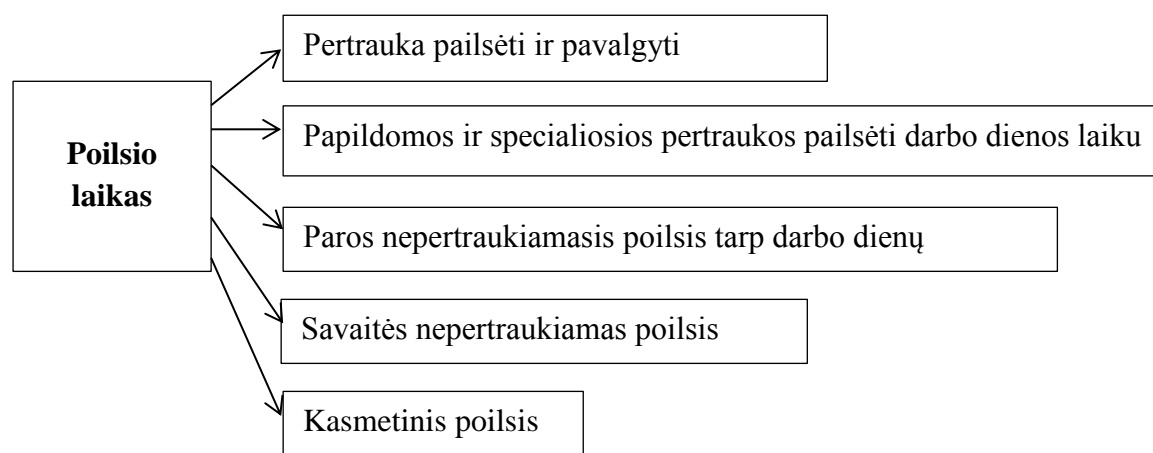 Poilsio
laikas
Pertrauka pailsėti ir pavalgyti
Papildomos ir specialiosios pertraukos pailsėti darbo dienos laiku
Paros nepertraukiamasis poilsis tarp darbo dienų
Savaitės nepertraukiamas poilsis
Kasmetinis poilsis